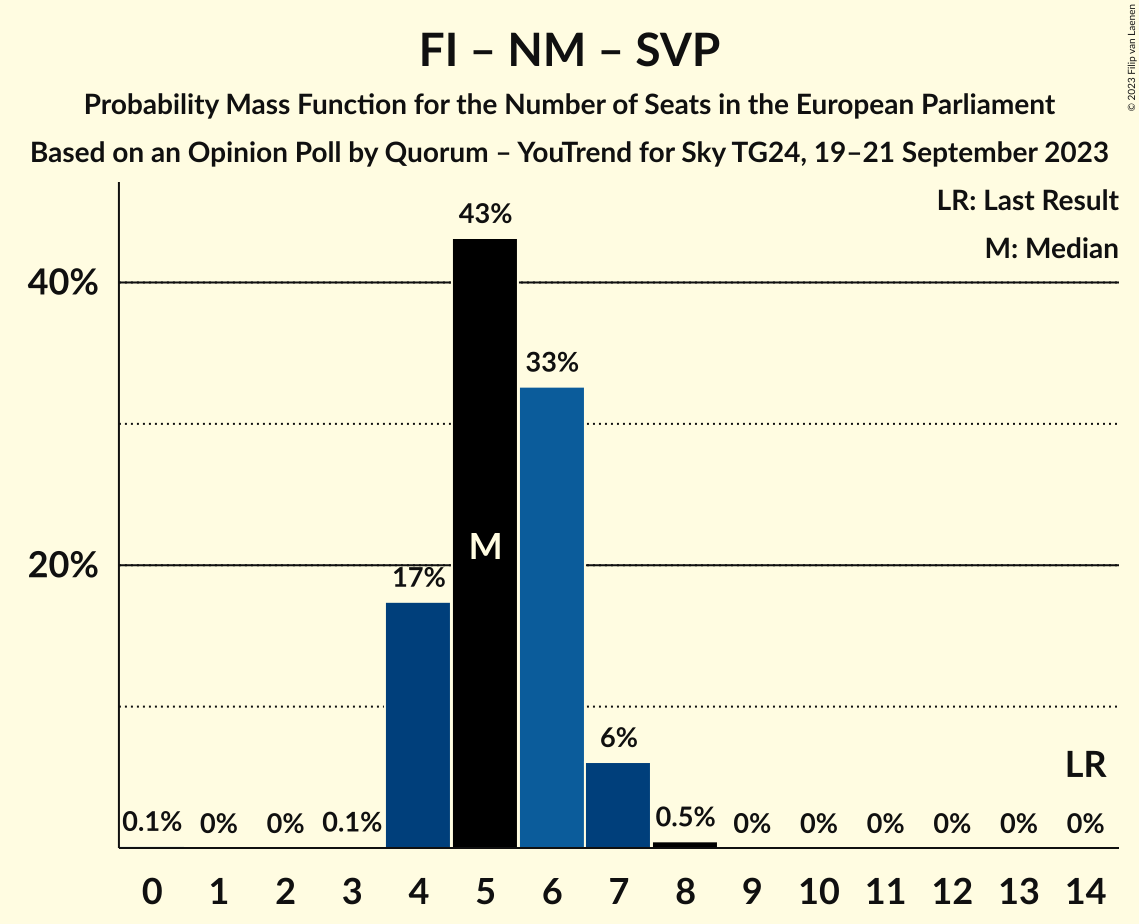 FI – NM – SVP
Probability Mass Function for the Number of Seats in the European Parliament
Based on an Opinion Poll by Quorum – YouTrend for Sky TG24, 19–21 September 2023
© 2023 Filip van Laenen
LR: Last Result
M: Median
43%
40%
33%
M
20%
17%
6%
LR
0.1% 0% 0% 0.1% 0.5% 0% 0% 0% 0% 0% 0%
0 1 2 3 4 5 6 7 8 9 10 11 12 13 14